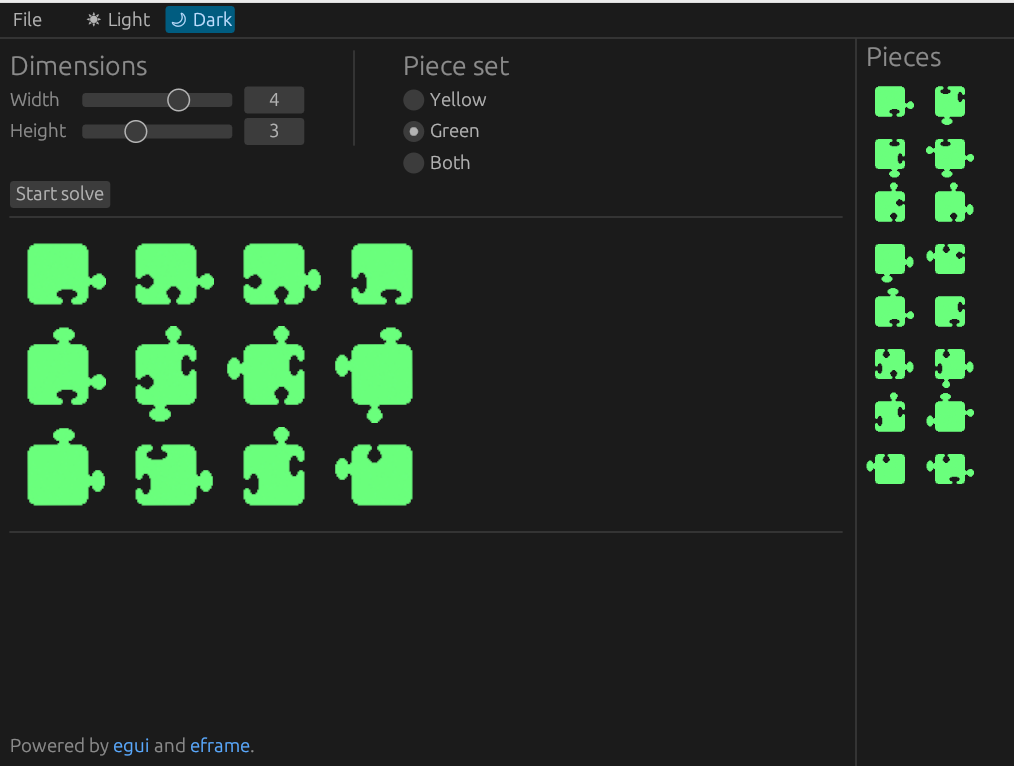 File Light Dark
Dimensions
Width 4
Height 3
Piece set
Yellow
Green
Both
Start solve
Pieces
Powered by egui and eframe.